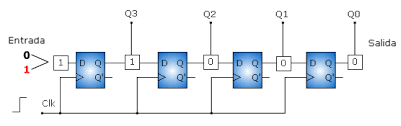 Q3 Q2 Q1 Q0
Entrada
0
1
1 D Q Q' 1 D Q Q' 0 D Q Q' 0 D Q Q' 0
Salida
Clk